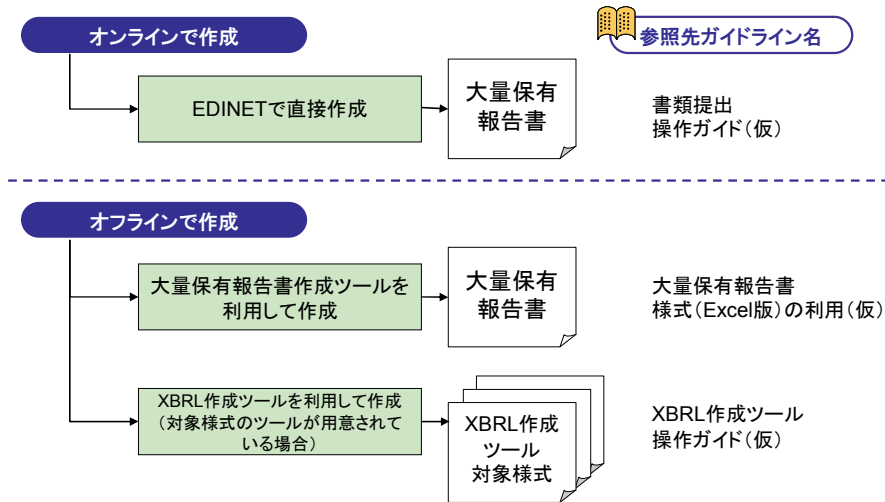 オンラインで作成
参照先ガイドライン名
EDINETで直接作成
大量保有
報告書
書類提出
操作ガイド(仮)
オフラインで作成
大量保有報告書作成ツールを
利用して作成
大量保有
報告書
大量保有報告書
様式(Excel版)の利用(仮)
XBRL作成ツールを利用して作成
(対象様式のツールが用意されて
いる場合)
XBRL作成
ツール
対象様式
XBRL作成ツール
操作ガイド(仮)